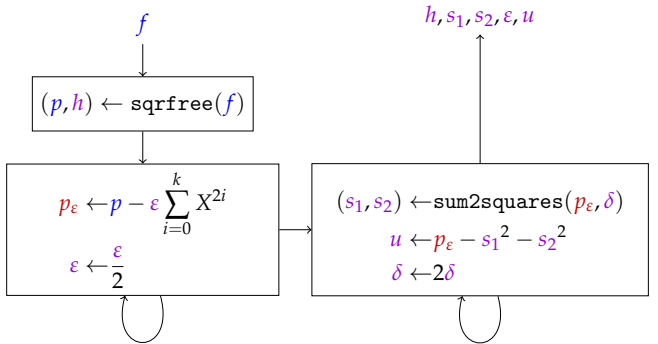 f
(p, h) ← sqrfree(f)
p_ε ← p − ε ∑_{i=0}^{k} X^{2i}
ε ← ε/2
h, s₁, s₂, ε, u
(s₁, s₂) ← sum2squares(p_ε, δ)
u ← p_ε − s₁² − s₂²
δ ← 2δ